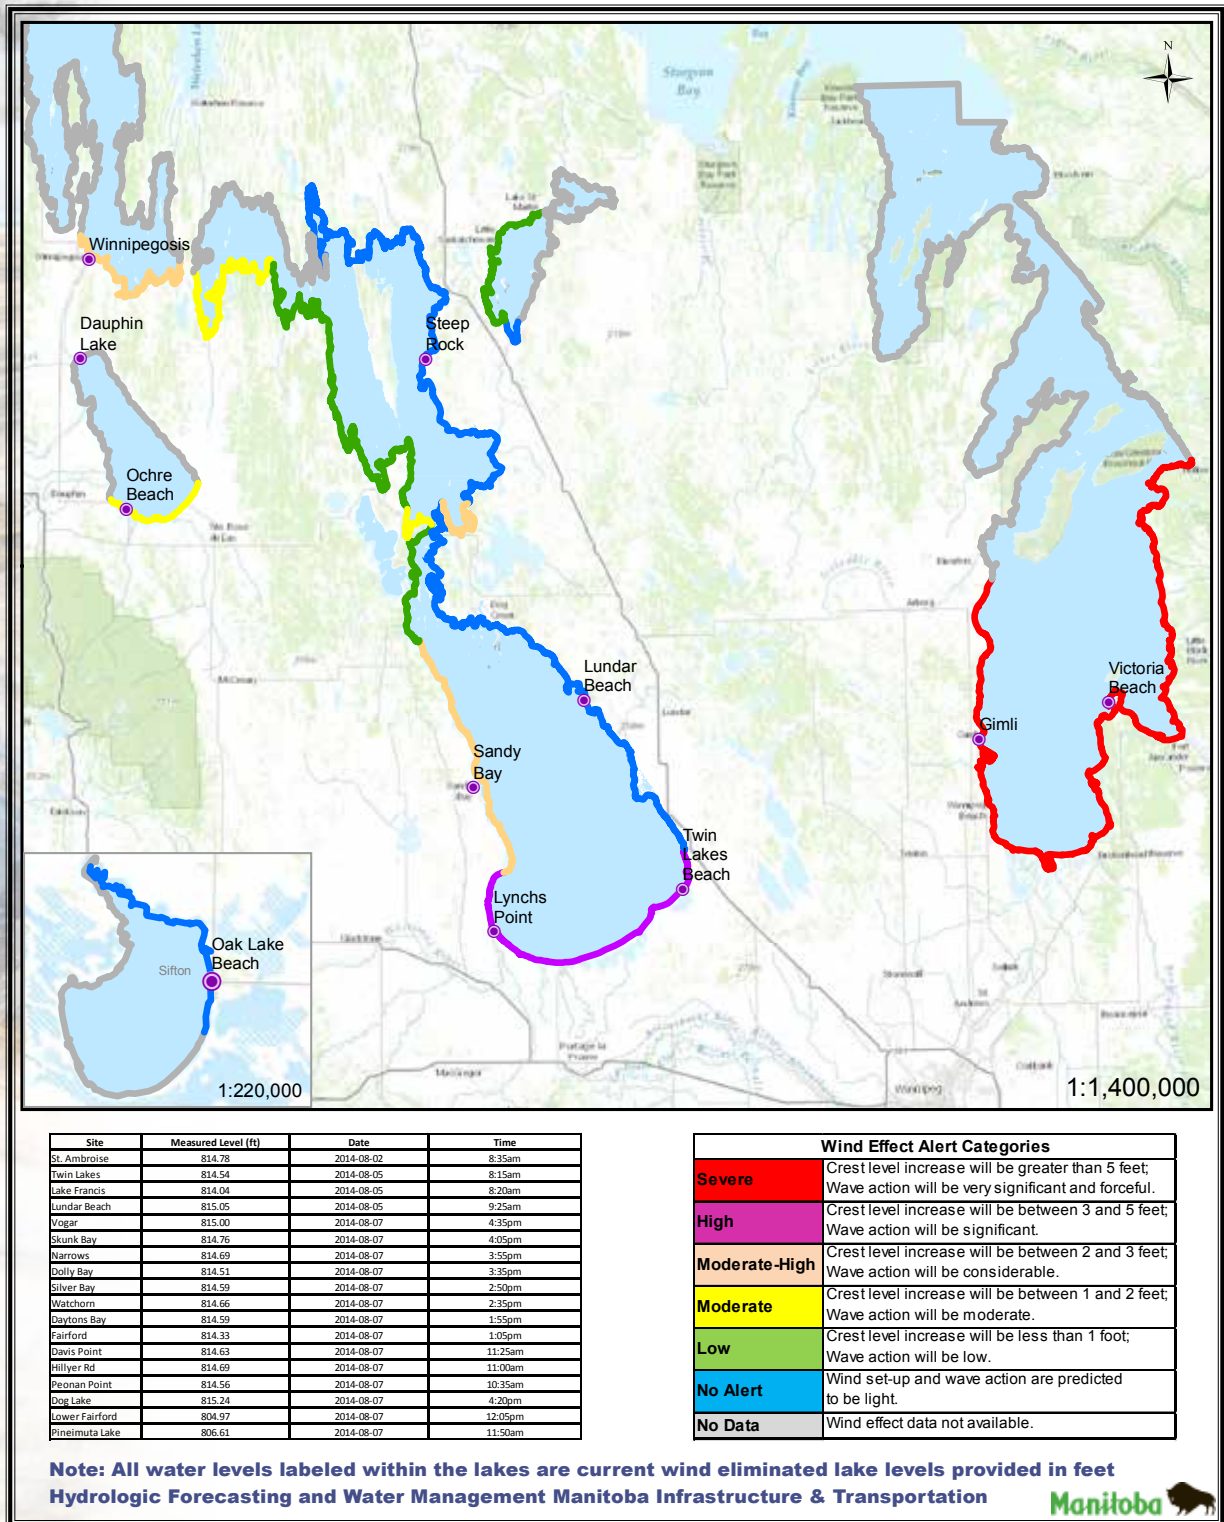 N
Sturgeon
Bay
Winnipegosis
Steep
Rock
Dauphin
Lake
Ochre
Beach
Lundar
Beach
Victoria
Beach
Gimli
Sandy
Bay
Twin
Lakes
Beach
Lynchs
Point
Oak Lake
Beach
Sifton
1:220,000
1:1,400,000
Portage la
Prairie
Winnipeg
Site Measured Level (ft) Date Time
St. Ambroise 814.78 2014-08-02 8:35am
Twin Lakes 814.54 2014-08-05 8:15am
Lake Francis 814.04 2014-08-05 8:20am
Lundar Beach 815.05 2014-08-05 9:25am
Vogar 815.00 2014-08-07 4:35pm
Skunk Bay 814.76 2014-08-07 4:05pm
Narrows 814.69 2014-08-07 3:55pm
Dolly Bay 814.51 2014-08-07 3:35pm
Silver Bay 814.59 2014-08-07 2:50pm
Watchorn 814.66 2014-08-07 2:35pm
Daytons Bay 814.59 2014-08-07 1:55pm
Fairford 814.33 2014-08-07 1:05pm
Davis Point 814.63 2014-08-07 11:25am
Hillyer Rd 814.69 2014-08-07 11:00am
Peonan Point 814.56 2014-08-07 10:35am
Dog Lake 815.24 2014-08-07 4:20pm
Lower Fairford 804.97 2014-08-07 12:05pm
Pineimuta Lake 806.61 2014-08-07 11:50am
Wind Effect Alert Categories
Severe Crest level increase will be greater than 5 feet;
Wave action will be very significant and forceful.
High Crest level increase will be between 3 and 5 feet;
Wave action will be significant.
Moderate-High Crest level increase will be between 2 and 3 feet;
Wave action will be considerable.
Moderate Crest level increase will be between 1 and 2 feet;
Wave action will be moderate.
Low Crest level increase will be less than 1 foot;
Wave action will be low.
No Alert Wind set-up and wave action are predicted
to be light.
No Data Wind effect data not available.
Note: All water levels labeled within the lakes are current wind eliminated lake levels provided in feet
Hydrologic Forecasting and Water Management Manitoba Infrastructure & Transportation
Manitoba